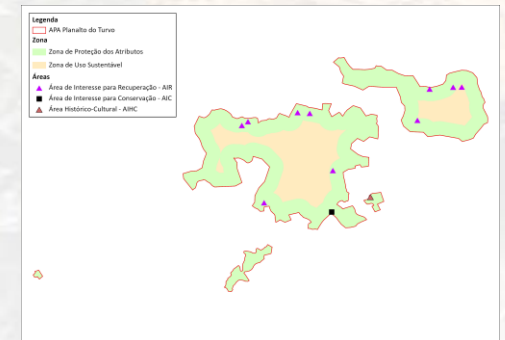 Legenda
APA Planalto do Turvo
Zona
Zona de Proteção dos Atributos
Zona de Uso Sustentável
Áreas
Área de Interesse para Recuperação - AIR
Área de Interesse para Conservação - AIC
Área Histórico-Cultural - AIHC